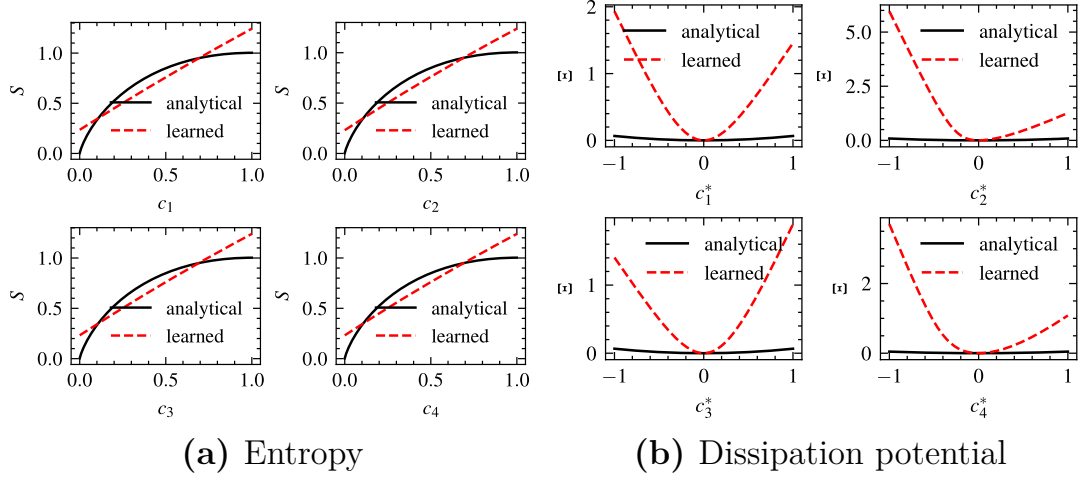 1.0
0.5
0.0
S
analytical
learned
0.0
0.5
1.0
c1
1.0
0.5
0.0
S
analytical
learned
0.0
0.5
1.0
c2
1.0
0.5
0.0
S
analytical
learned
0.0
0.5
1.0
c3
1.0
0.5
0.0
S
analytical
learned
0.0
0.5
1.0
c4
(a) Entropy
2
1
0
Ξ
analytical
learned
−1
0
1
c1*
5.0
2.5
0.0
Ξ
analytical
learned
−1
0
1
c2*
1
0
Ξ
analytical
learned
−1
0
1
c3*
2
0
Ξ
analytical
learned
−1
0
1
c4*
(b) Dissipation potential